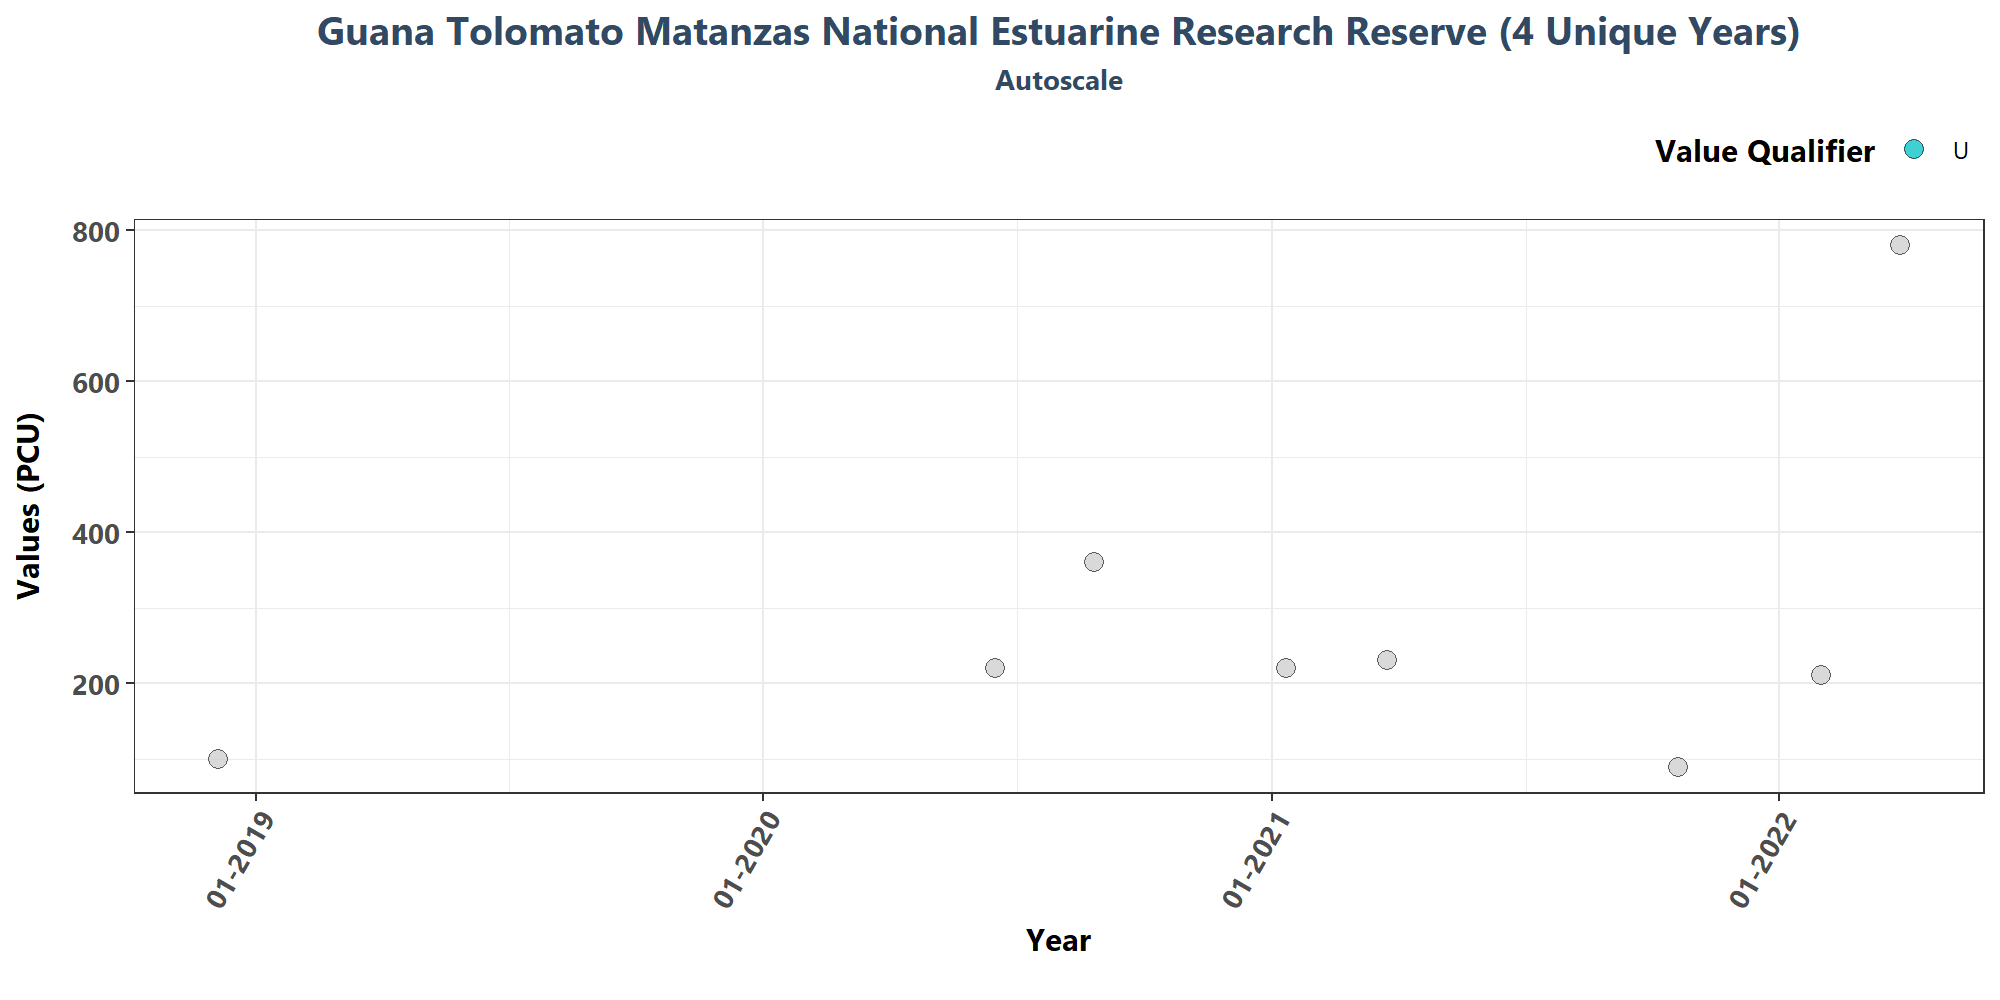 Guana Tolomato Matanzas National Estuarine Research Reserve (4 Unique Years)
Autoscale
Value Qualifier U
800
600
400
200
Values (PCU)
01-2019
01-2020
01-2021
01-2022
Year